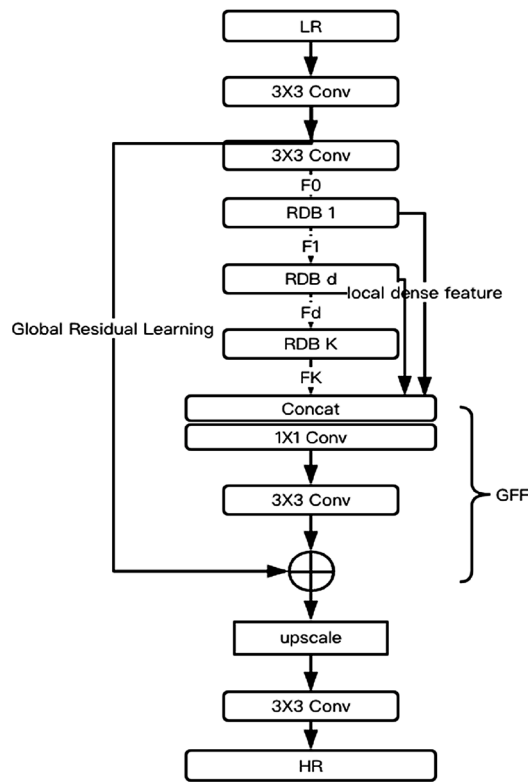 LR
3X3 Conv
3X3 Conv
F0
RDB 1
F1
RDB d
local dense feature
Fd
Global Residual Learning
RDB K
FK
Concat
1X1 Conv
3X3 Conv
GFF
upscale
3X3 Conv
HR